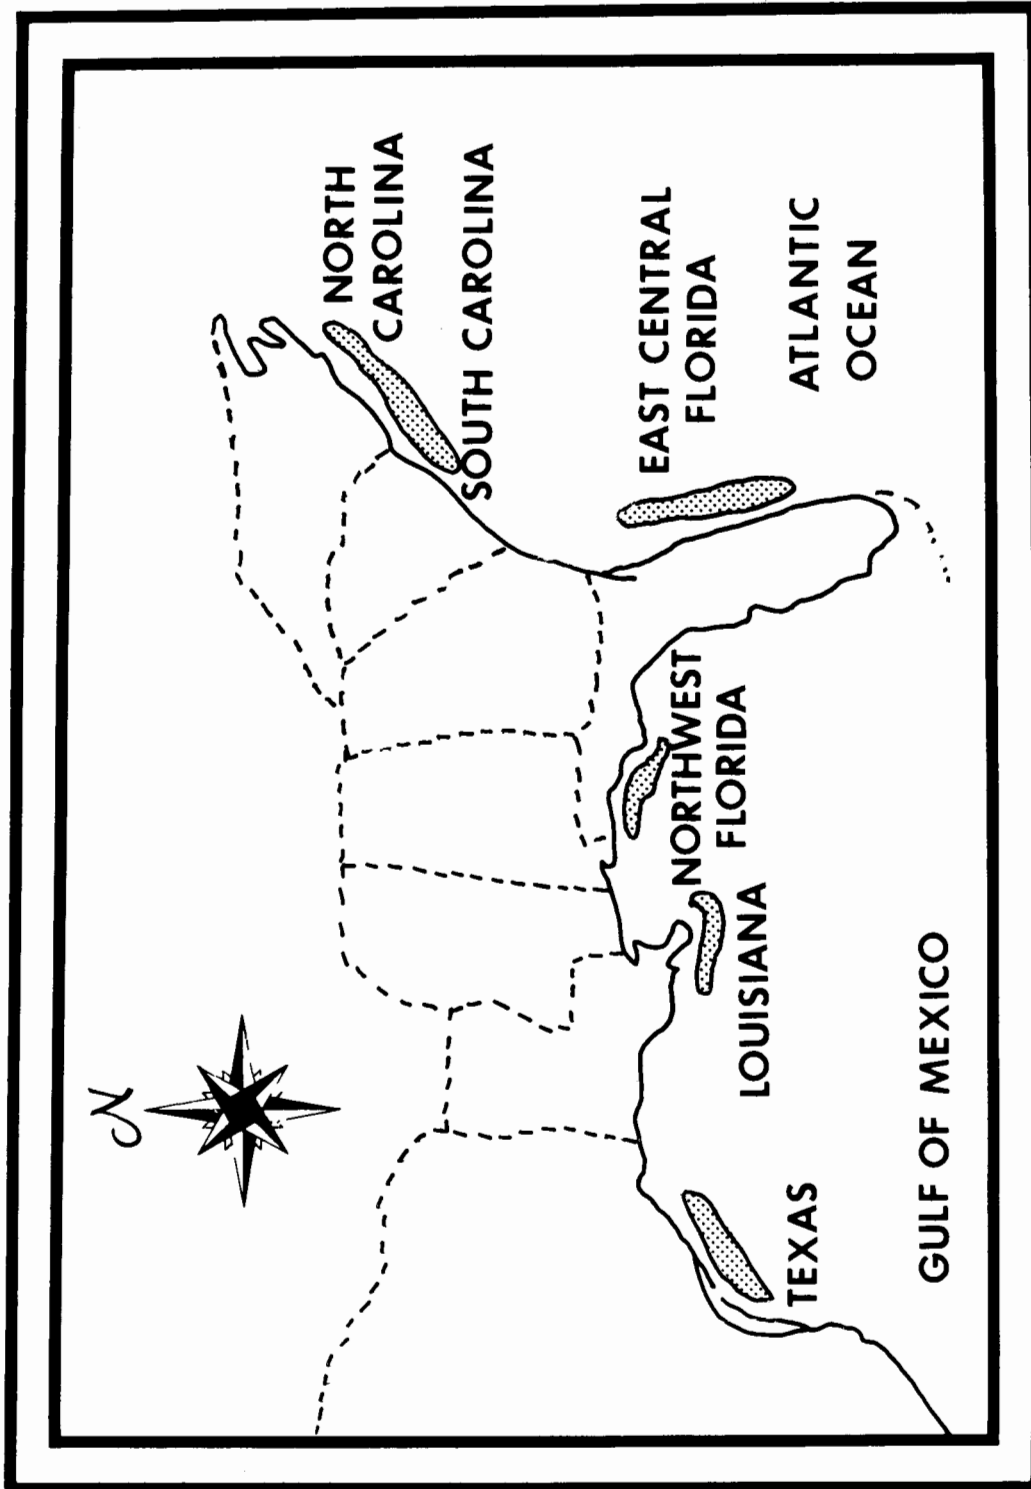 N
NORTH
CAROLINA
SOUTH CAROLINA
EAST CENTRAL
FLORIDA
NORTHWEST
FLORIDA
LOUISIANA
TEXAS
ATLANTIC
OCEAN
GULF OF MEXICO